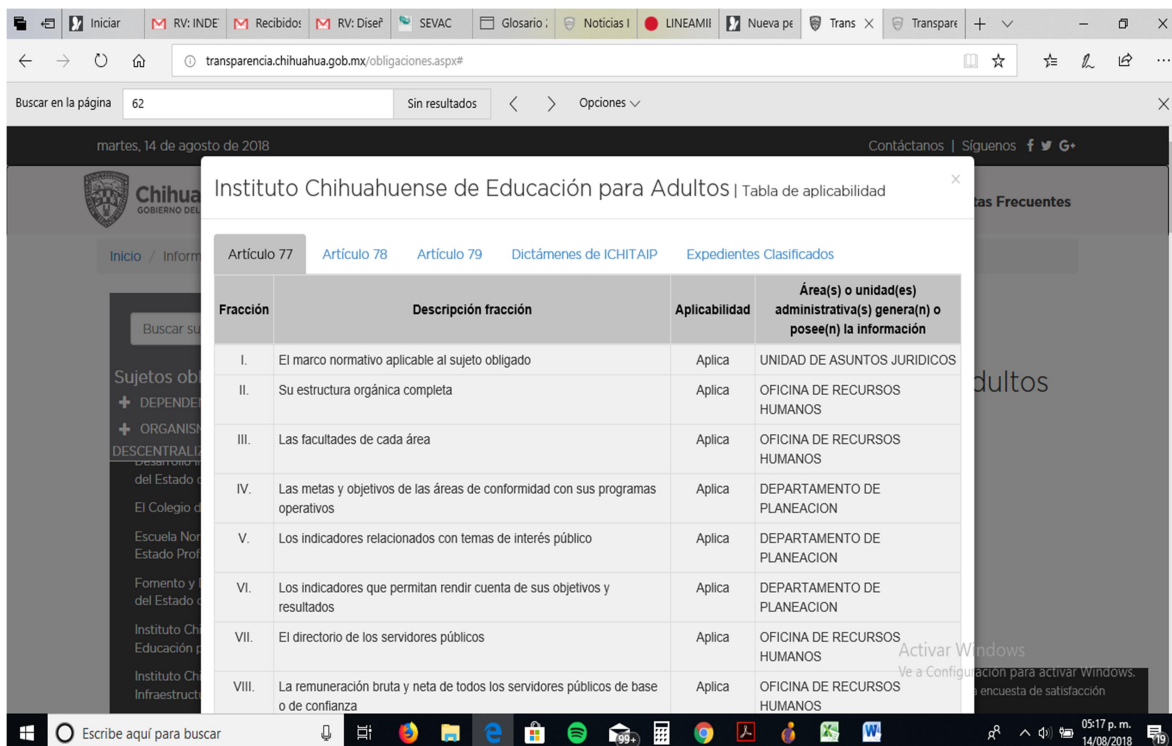 Iniciar
RV: INDE
Recibidos
RV: Diseñ
SEVAC
Glosario
Noticias I
LINEAMIE
Nueva pe
Trans
Transpare
transparencia.chihuahua.gob.mx/obligaciones.aspx#
Buscar en la página 62 Sin resultados Opciones
martes, 14 de agosto de 2018 Contáctanos | Síguenos
Chihua
GOBIERNO DEL
tas Frecuentes
Inicio / Inform
Instituto Chihuahuense de Educación para Adultos | Tabla de aplicabilidad
Artículo 77 Artículo 78 Artículo 79 Dictámenes de ICHITAIP Expedientes Clasificados
Fracción Descripción fracción Aplicabilidad Área(s) o unidad(es)
administrativa(s) genera(n) o
posee(n) la información
I. El marco normativo aplicable al sujeto obligado Aplica UNIDAD DE ASUNTOS JURIDICOS
II. Su estructura orgánica completa Aplica OFICINA DE RECURSOS
HUMANOS
III. Las facultades de cada área Aplica OFICINA DE RECURSOS
HUMANOS
IV. Las metas y objetivos de las áreas de conformidad con sus programas Aplica DEPARTAMENTO DE
operativos PLANEACION
V. Los indicadores relacionados con temas de interés público Aplica DEPARTAMENTO DE
PLANEACION
VI. Los indicadores que permitan rendir cuenta de sus objetivos y Aplica DEPARTAMENTO DE
resultados PLANEACION
VII. El directorio de los servidores públicos Aplica OFICINA DE RECURSOS
HUMANOS
VIII. La remuneración bruta y neta de todos los servidores públicos de base Aplica OFICINA DE RECURSOS
o de confianza HUMANOS
Buscar su
Sujetos obl
DEPENDE
ORGANISM
DESCENTRALIZ
Desarrollo I
del Estado d
El Colegio d
Escuela Nor
Estado Prof
Fomento y
del Estado d
Instituto Chi
Educación p
Instituto Chi
Infraestructu
dultos
Activar Windows
Ve a Configuración para activar Windows.
encuesta de satisfacción
Escribe aquí para buscar
99+
05:17 p. m.
14/08/2018
19